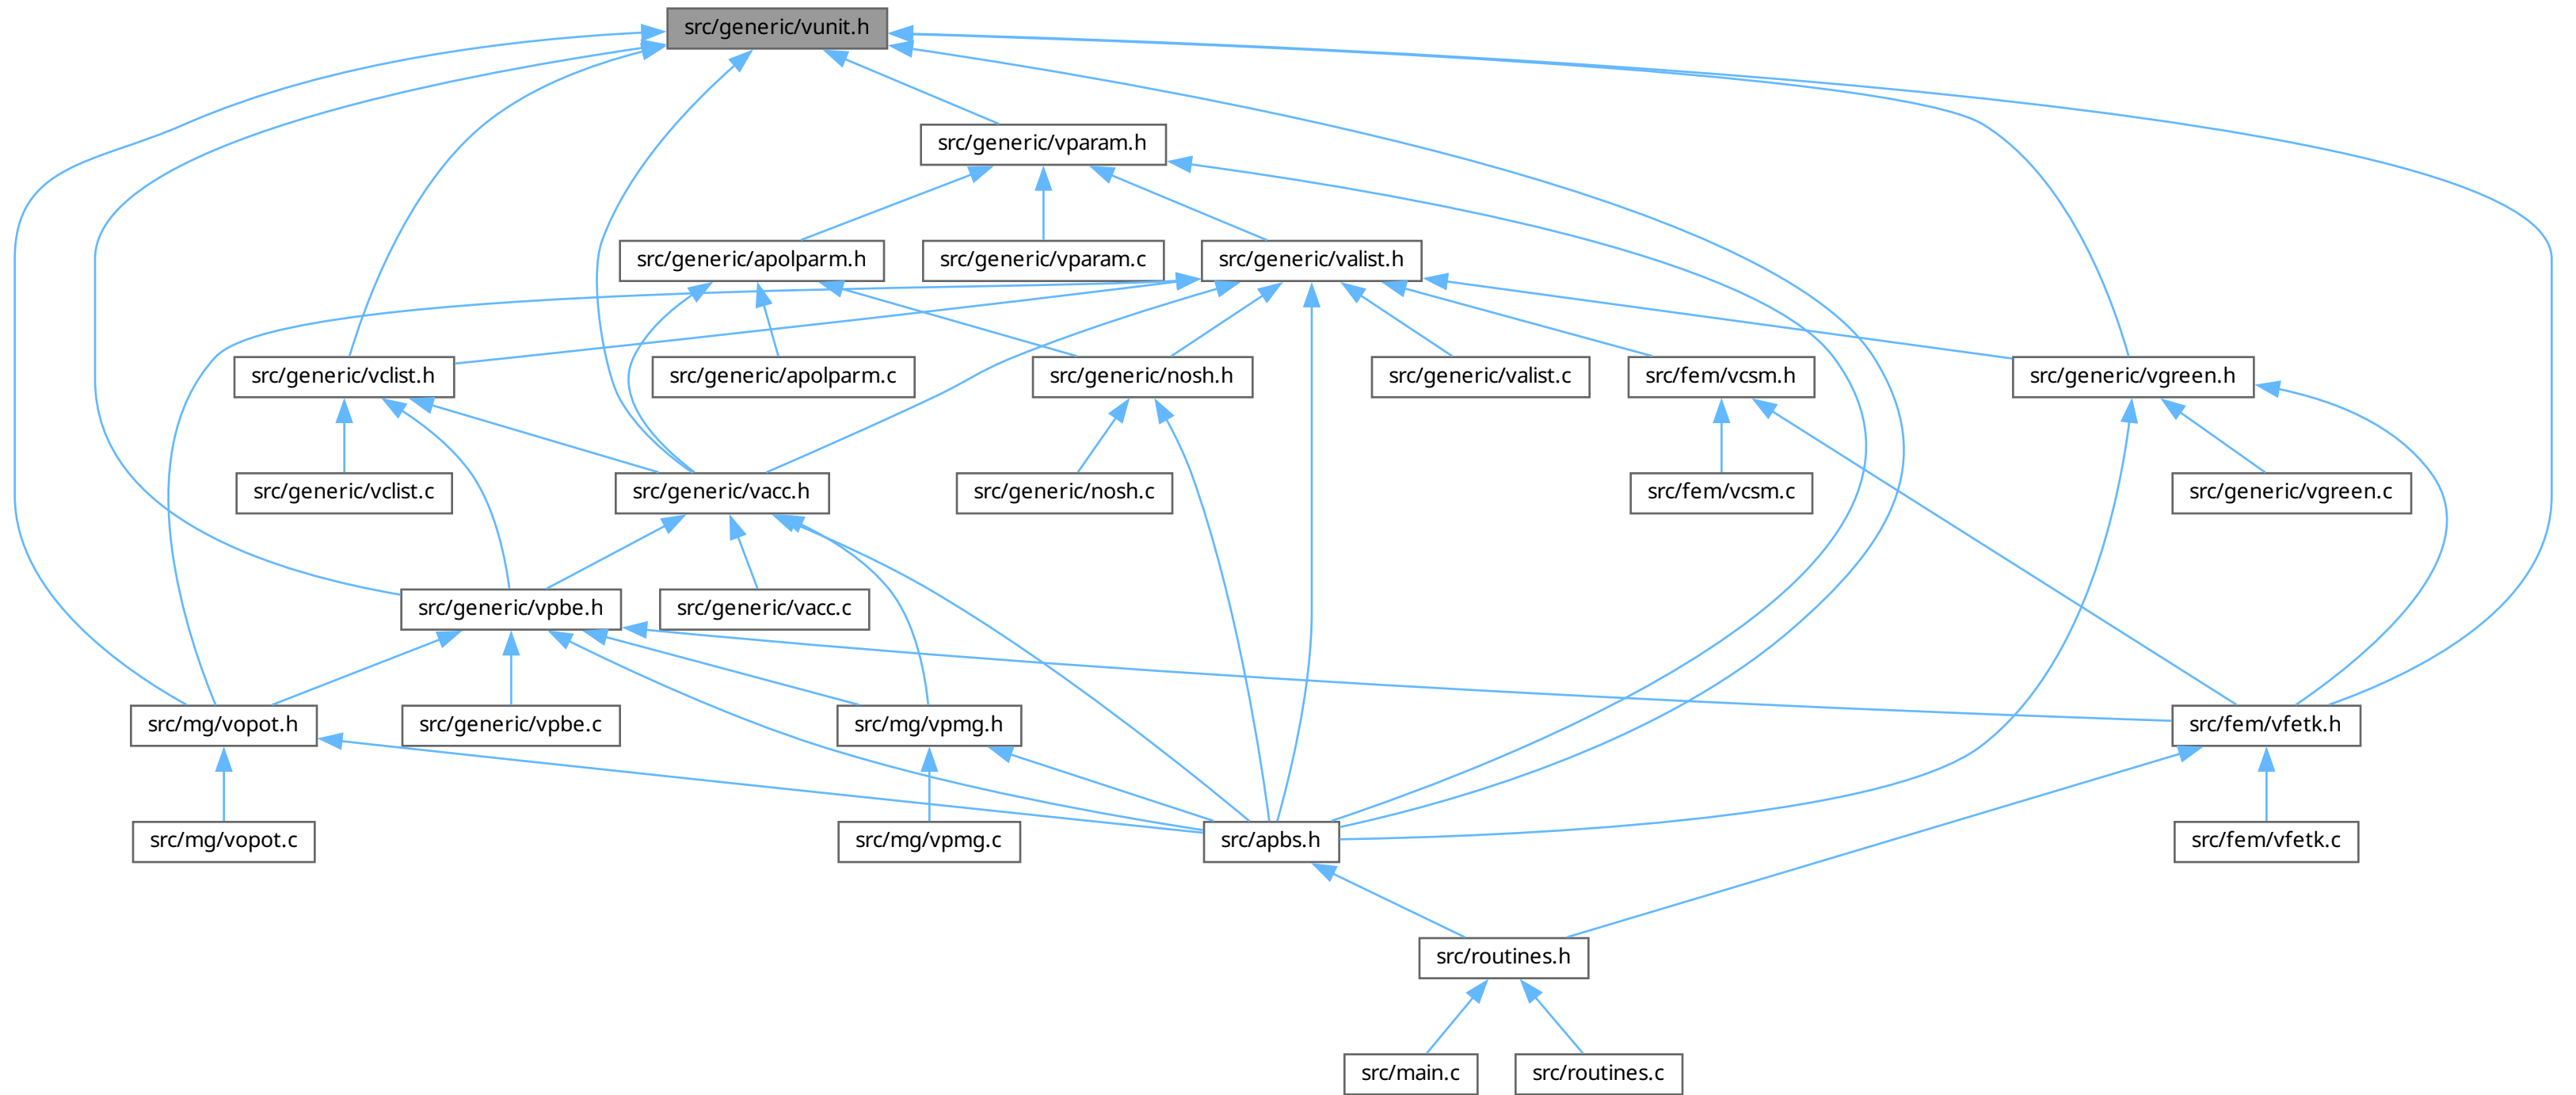 src/generic/vunit.h
src/generic/vparam.h
src/generic/apolparm.h
src/generic/vparam.c
src/generic/valist.h
src/generic/vclist.h
src/generic/apolparm.c
src/generic/nosh.h
src/generic/valist.c
src/fem/vcsm.h
src/generic/vgreen.h
src/generic/vclist.c
src/generic/vacc.h
src/generic/nosh.c
src/fem/vcsm.c
src/generic/vgreen.c
src/generic/vpbe.h
src/generic/vacc.c
src/mg/vopot.h
src/generic/vpbe.c
src/mg/vpmg.h
src/fem/vfetk.h
src/mg/vopot.c
src/mg/vpmg.c
src/apbs.h
src/fem/vfetk.c
src/routines.h
src/main.c
src/routines.c